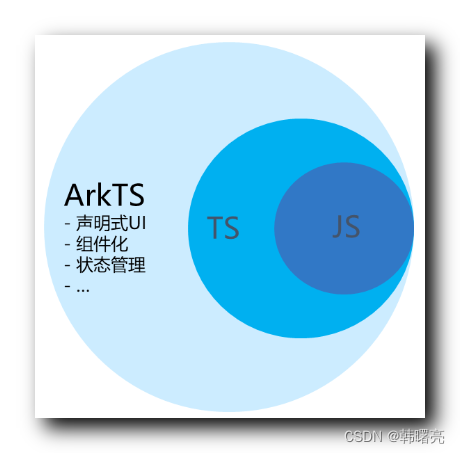 ArkTS
- 声明式UI
- 组件化
- 状态管理
- ...
TS
JS
CSDN @韩曙亮